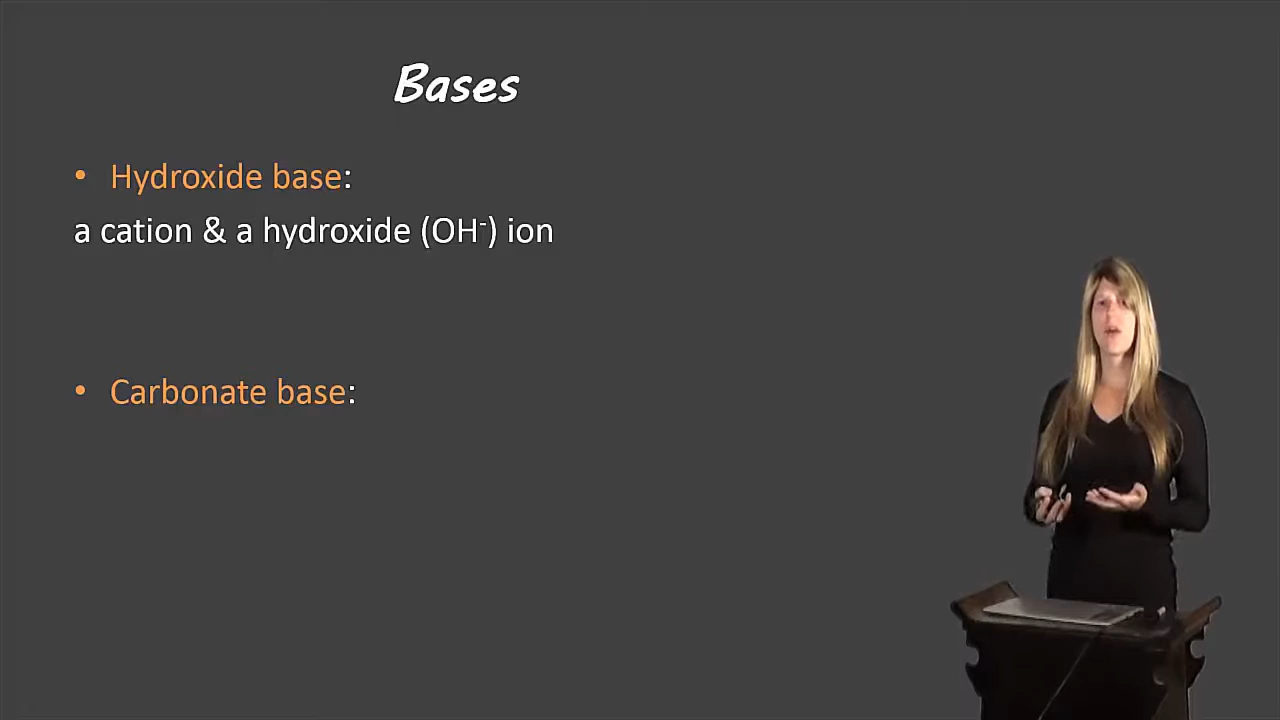 Bases
• Hydroxide base:
a cation & a hydroxide (OH⁻) ion
• Carbonate base: